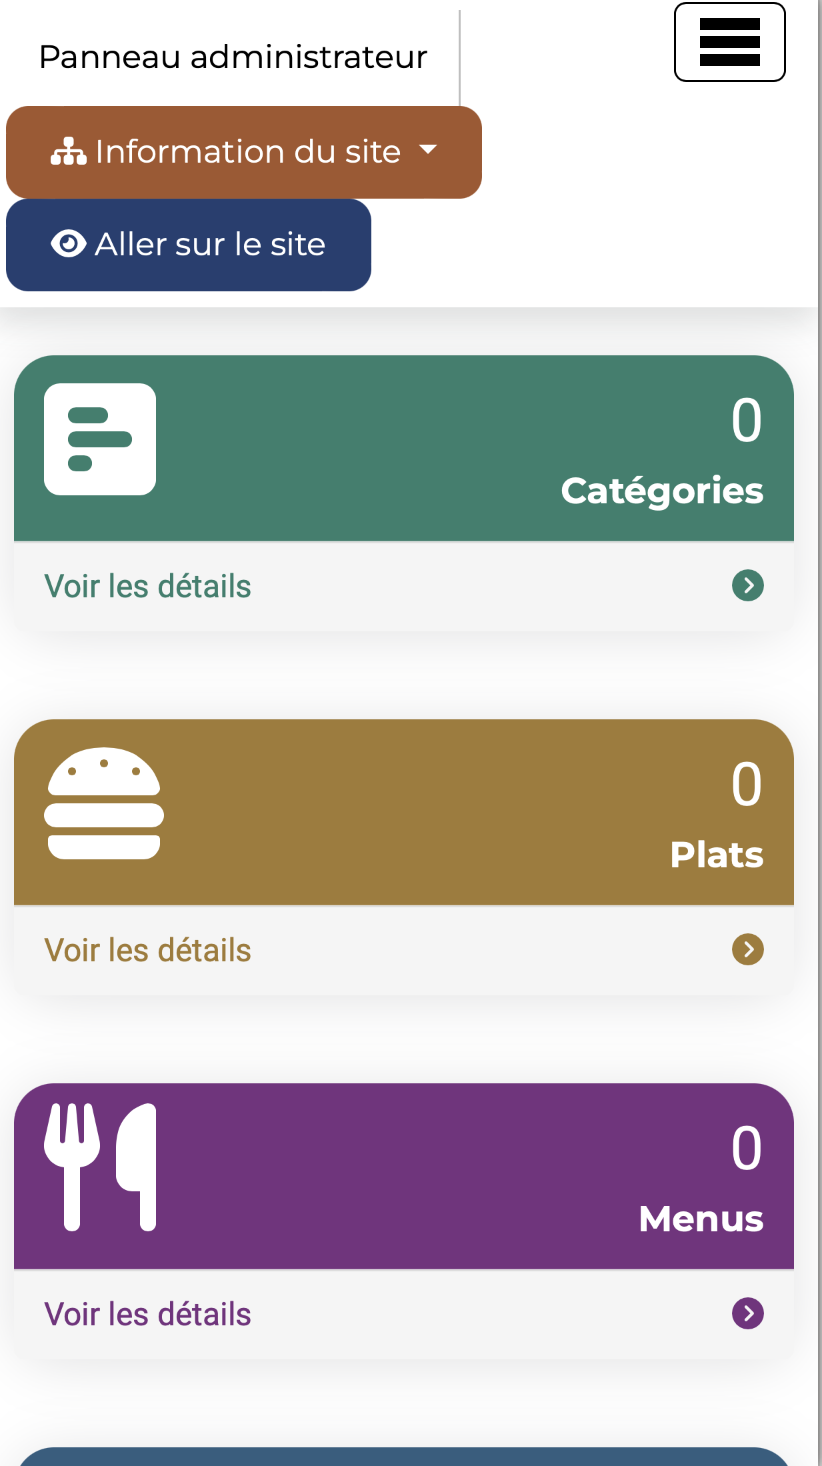 Panneau administrateur
Information du site
Aller sur le site
0
Catégories
Voir les détails
0
Plats
Voir les détails
0
Menus
Voir les détails